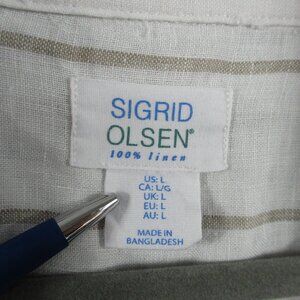 SIGRID
OLSEN®
100% linen
US: L
CA: L/G
UK: L
EU: L
AU: L
MADE IN
BANGLADESH